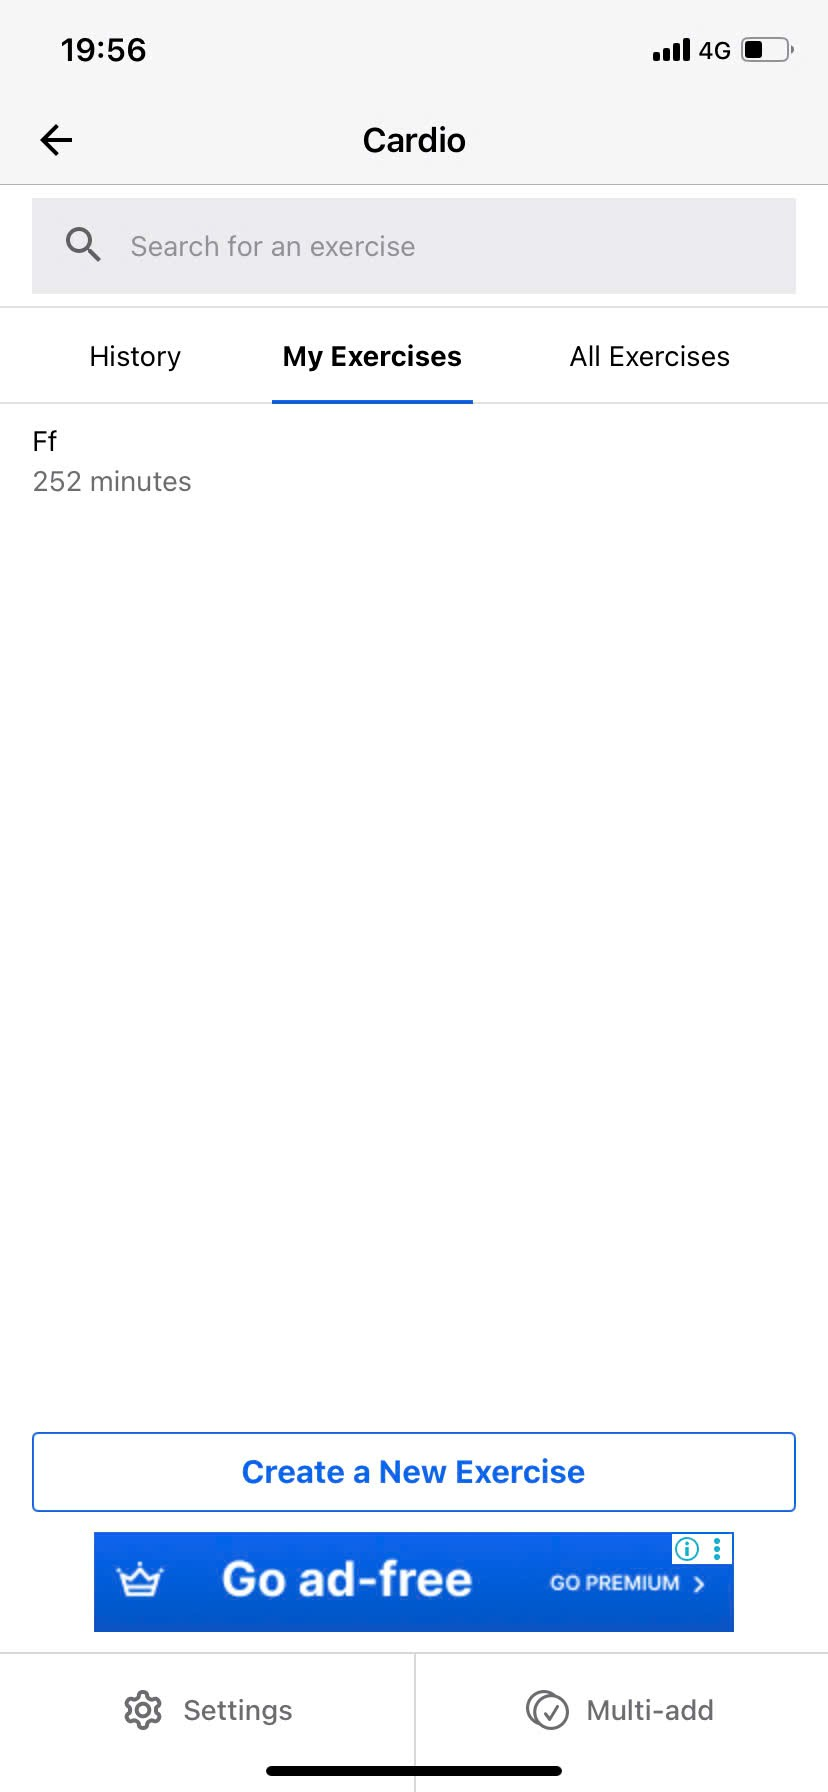 19:56
4G
Cardio
Search for an exercise
History
My Exercises
All Exercises
Ff
252 minutes
Create a New Exercise
Go ad-free
GO PREMIUM
Settings
Multi-add